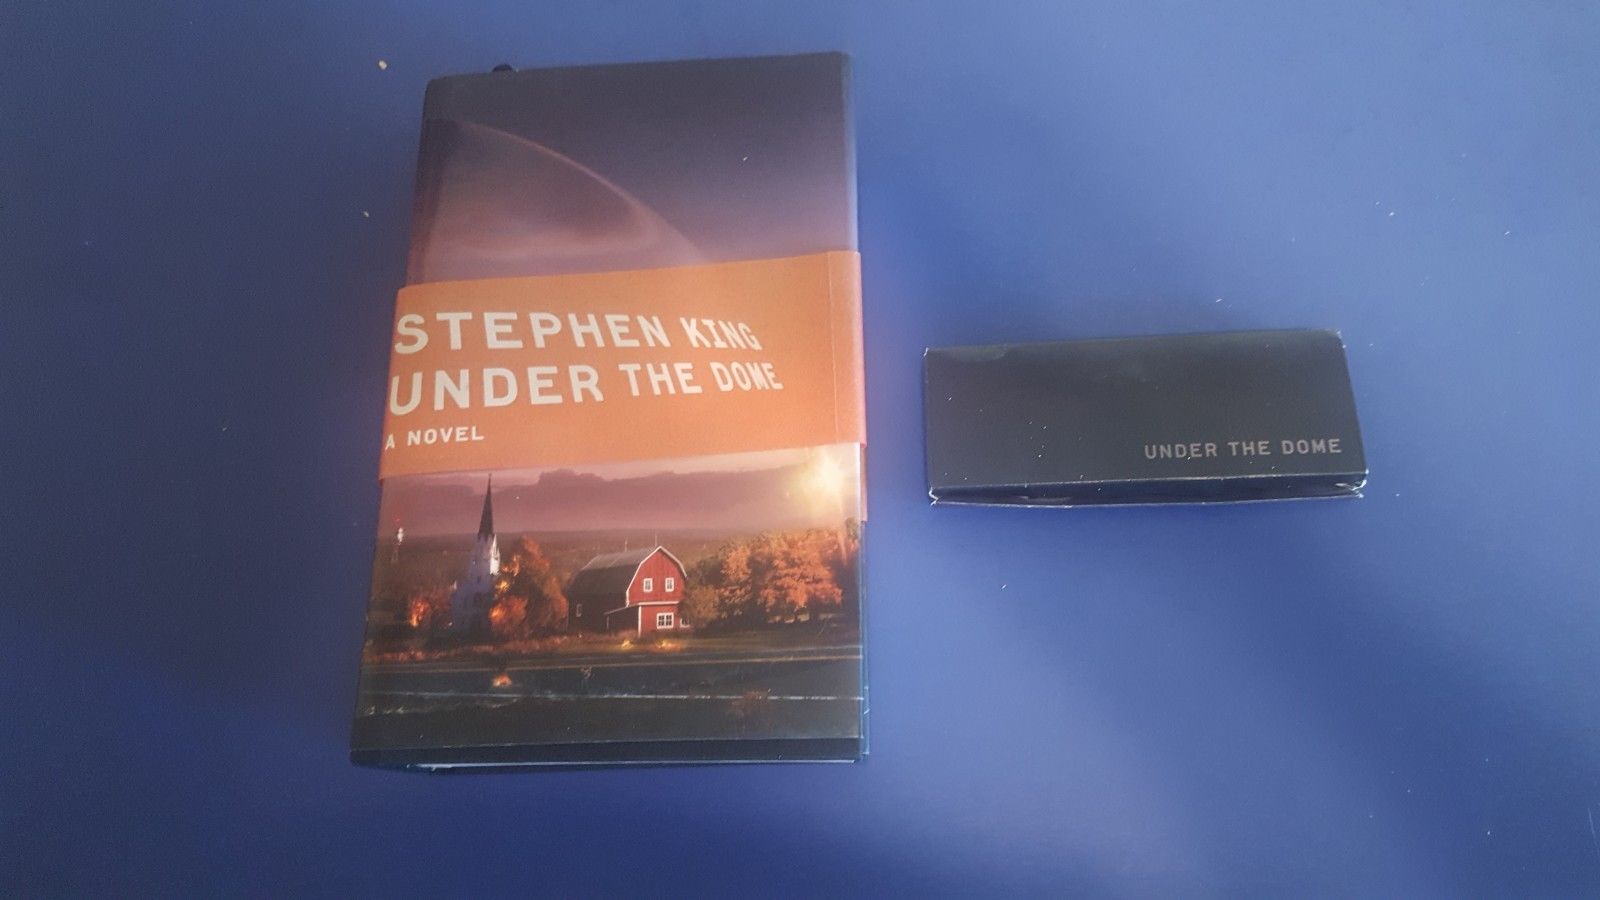 STEPHEN KING
UNDER THE DOME
A NOVEL
UNDER THE DOME